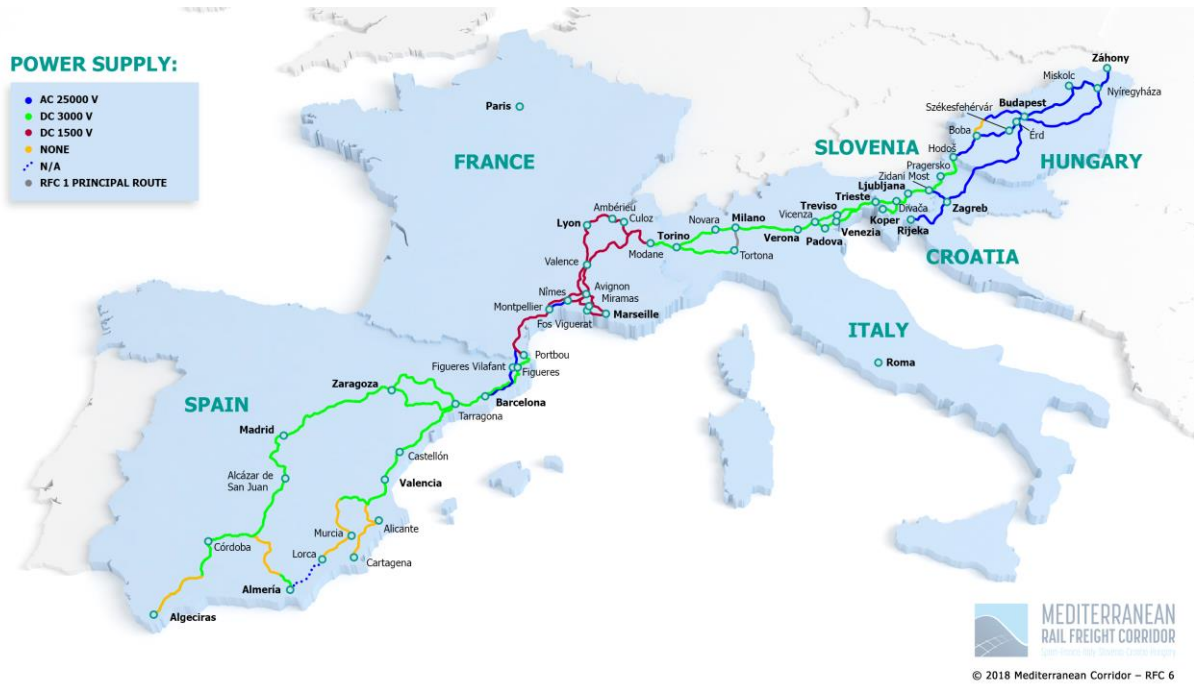 POWER SUPPLY:
AC 25000 V
DC 3000 V
DC 1500 V
NONE
N/A
RFC 1 PRINCIPAL ROUTE
Paris
FRANCE
Lyon
Ambérieu
Culoz
Valence
Modane
Torino
Novara
Milano
Tortona
Verona
Vicenza
Padova
Treviso
Venezia
Trieste
Koper
Divača
Ljubljana
Rijeka
Zagreb
Zidani Most
Pragersko
Hodoš
SLOVENIA
Boba
Székesfehérvár
Budapest
Érd
Miskolc
Nyíregyháza
Záhony
HUNGARY
CROATIA
ITALY
Roma
Nîmes
Avignon
Miramas
Montpellier
Fos Viguerat
Marseille
Portbou
Figueres Vilafant
Figueres
Barcelona
Tarragona
Zaragoza
SPAIN
Madrid
Castellón
Alcázar de
San Juan
Valencia
Murcia
Alicante
Córdoba
Lorca
Cartagena
Almería
Algeciras
MEDITERRANEAN
RAIL FREIGHT CORRIDOR
© 2018 Mediterranean Corridor – RFC 6